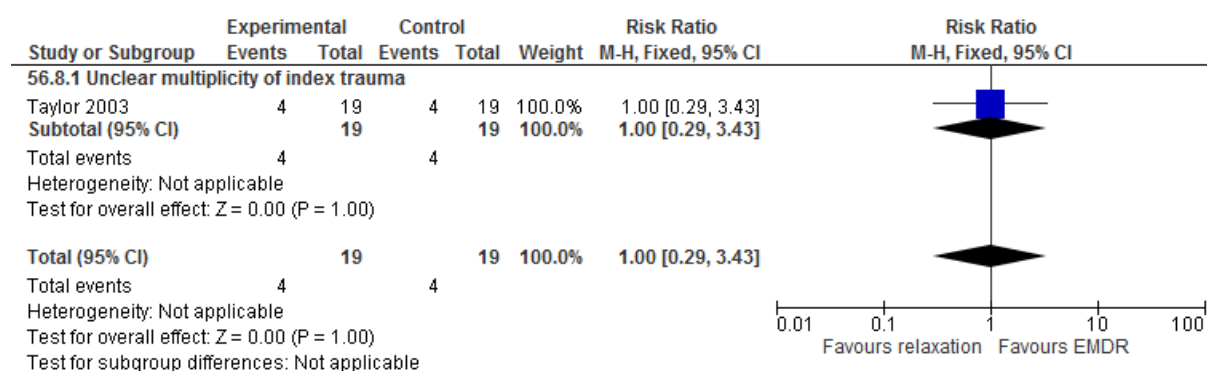 Experimental Control Risk Ratio Risk Ratio
Study or Subgroup Events Total Events Total Weight M-H, Fixed, 95% CI M-H, Fixed, 95% CI
56.8.1 Unclear multiplicity of index trauma
Taylor 2003 4 19 4 19 100.0% 1.00 [0.29, 3.43]
Subtotal (95% CI) 19 19 100.0% 1.00 [0.29, 3.43]
Total events 4 4
Heterogeneity: Not applicable
Test for overall effect: Z = 0.00 (P = 1.00)
Total (95% CI) 19 19 100.0% 1.00 [0.29, 3.43]
Total events 4 4
Heterogeneity: Not applicable
Test for overall effect: Z = 0.00 (P = 1.00)
Test for subgroup differences: Not applicable
0.01 0.1 1 10 100
Favours relaxation Favours EMDR